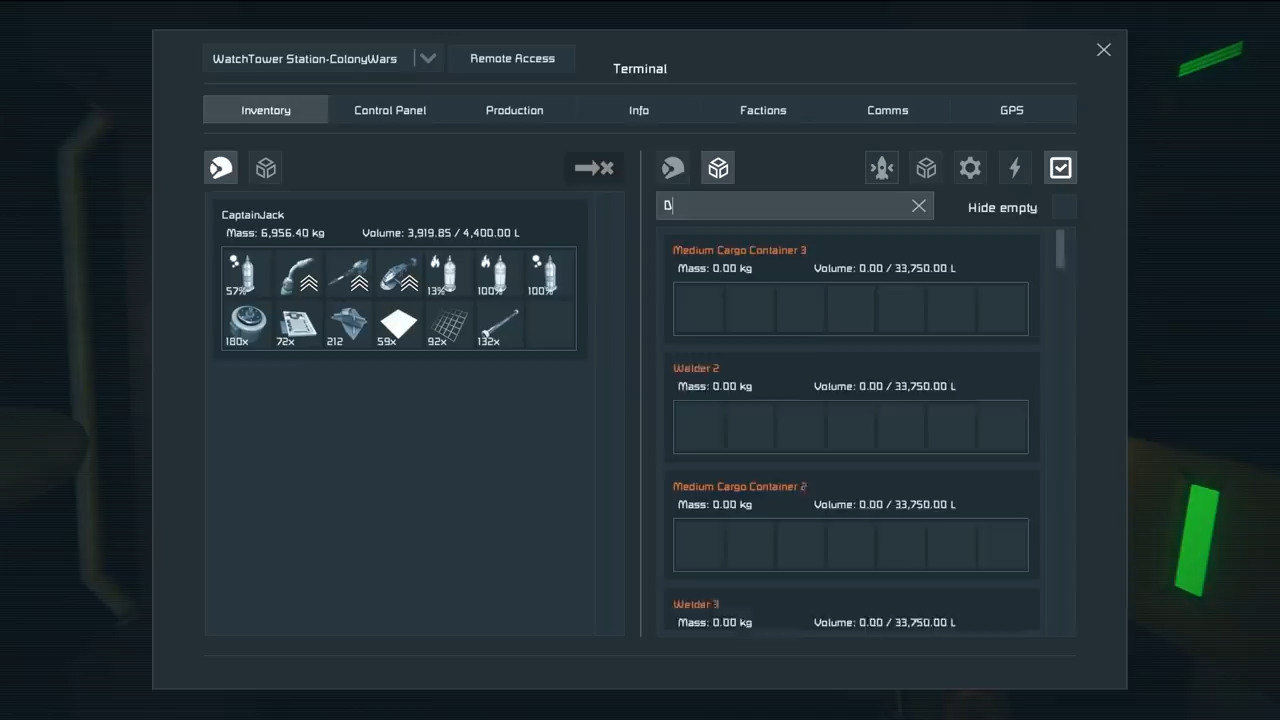 WatchTower Station-ColonyWars
Remote Access
Terminal
Inventory
Control Panel
Production
Info
Factions
Comms
GPS
CaptainJack
Mass: 6,956.40 kg Volume: 3,919.85 / 4,400.00 L
57% 13% 100% 100%
180x 72x 212 59x 92x 132x
D
Hide empty
Medium Cargo Container 3
Mass: 0.00 kg Volume: 0.00 / 33,750.00 L
Welder 2
Mass: 0.00 kg Volume: 0.00 / 33,750.00 L
Medium Cargo Container 2
Mass: 0.00 kg Volume: 0.00 / 33,750.00 L
Welder 3
Mass: 0.00 kg Volume: 0.00 / 33,750.00 L